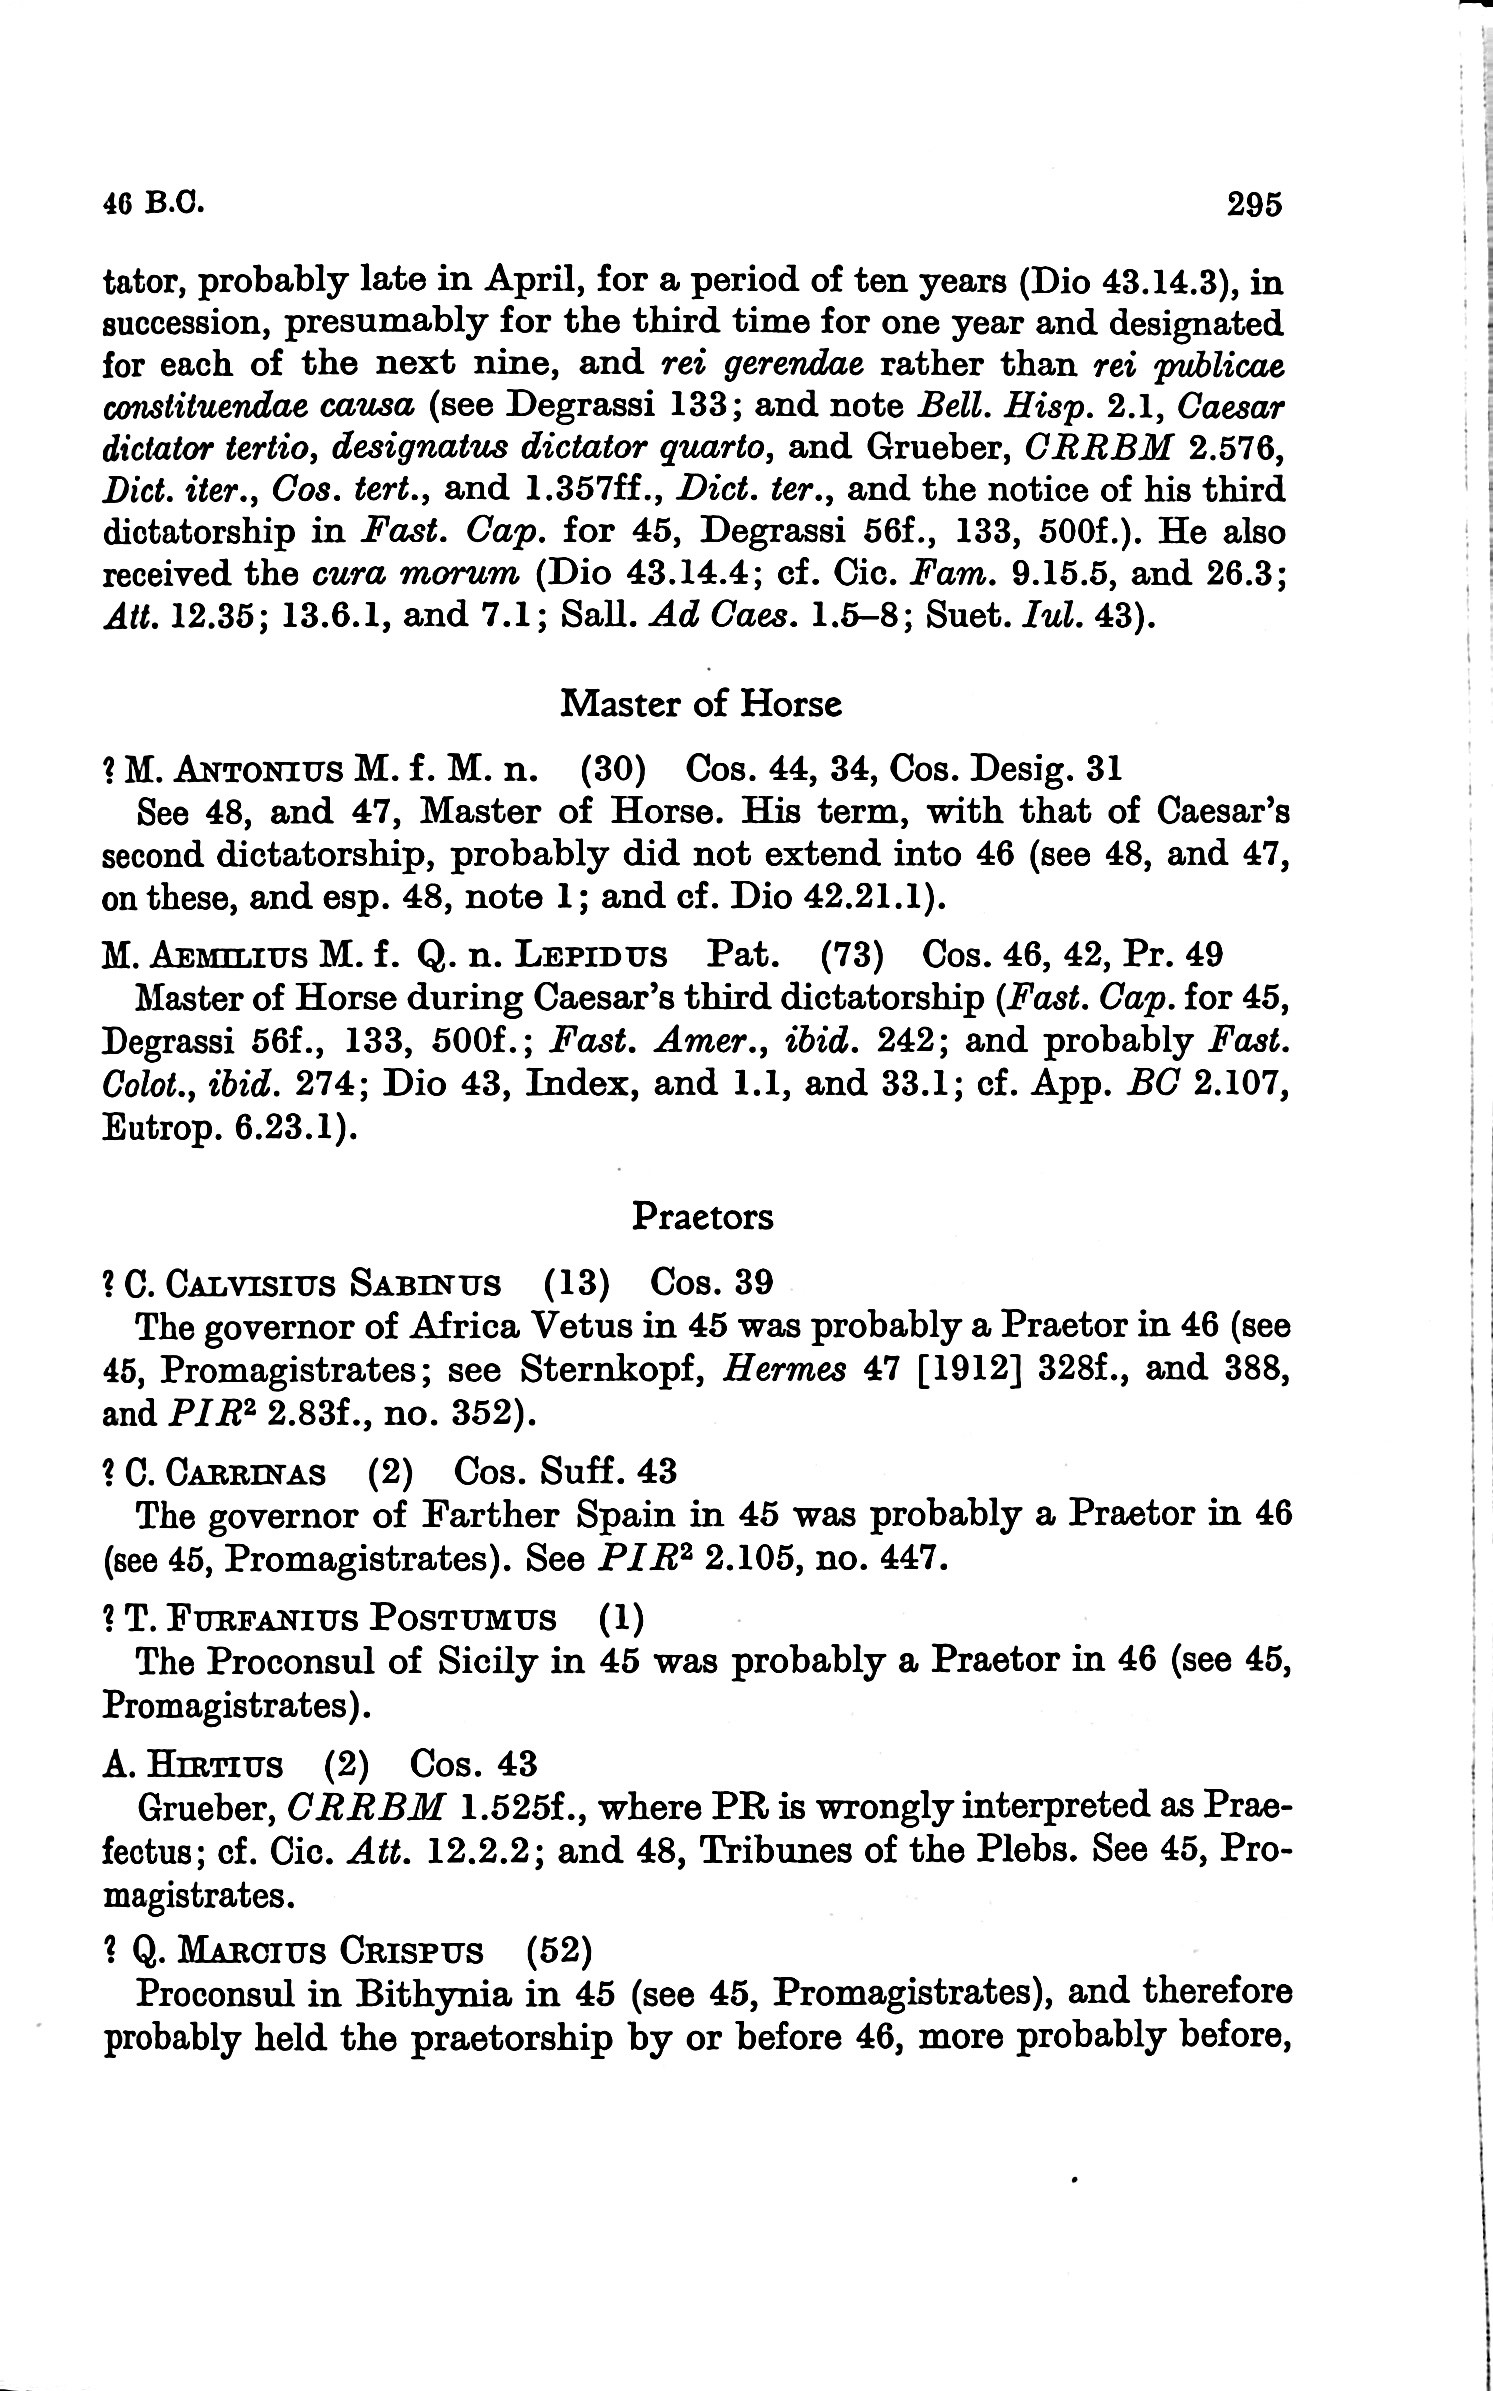 46 B.C. 295
tator, probably late in April, for a period of ten years (Dio 43.14.3), in
succession, presumably for the third time for one year and designated
for each of the next nine, and rei gerendae rather than rei publicae
constituendae causa (see Degrassi 133; and note Bell. Hisp. 2.1, Caesar
dictator tertio, designatus dictator quarto, and Grueber, CRRBM 2.576,
Dict. iter., Cos. tert., and 1.357ff., Dict. ter., and the notice of his third
dictatorship in Fast. Cap. for 45, Degrassi 56f., 133, 500f.). He also
received the cura morum (Dio 43.14.4; cf. Cic. Fam. 9.15.5, and 26.3;
Att. 12.35; 13.6.1, and 7.1; Sall. Ad Caes. 1.5–8; Suet. Iul. 43).
Master of Horse
? M. ANTONIUS M. f. M. n. (30) Cos. 44, 34, Cos. Desig. 31
See 48, and 47, Master of Horse. His term, with that of Caesar's
second dictatorship, probably did not extend into 46 (see 48, and 47,
on these, and esp. 48, note 1; and cf. Dio 42.21.1).
M. AEMILIUS M. f. Q. n. LEPIDUS Pat. (73) Cos. 46, 42, Pr. 49
Master of Horse during Caesar's third dictatorship (Fast. Cap. for 45,
Degrassi 56f., 133, 500f.; Fast. Amer., ibid. 242; and probably Fast.
Colot., ibid. 274; Dio 43, Index, and 1.1, and 33.1; cf. App. BC 2.107,
Eutrop. 6.23.1).
Praetors
? C. CALVISIUS SABINUS (13) Cos. 39
The governor of Africa Vetus in 45 was probably a Praetor in 46 (see
45, Promagistrates; see Sternkopf, Hermes 47 [1912] 328f., and 388,
and PIR² 2.83f., no. 352).
? C. CARRINAS (2) Cos. Suff. 43
The governor of Farther Spain in 45 was probably a Praetor in 46
(see 45, Promagistrates). See PIR² 2.105, no. 447.
? T. FURFANIUS POSTUMUS (1)
The Proconsul of Sicily in 45 was probably a Praetor in 46 (see 45,
Promagistrates).
A. HIRTIUS (2) Cos. 43
Grueber, CRRBM 1.525f., where PR is wrongly interpreted as Prae-
fectus; cf. Cic. Att. 12.2.2; and 48, Tribunes of the Plebs. See 45, Pro-
magistrates.
? Q. MARCIUS CRISPUS (52)
Proconsul in Bithynia in 45 (see 45, Promagistrates), and therefore
probably held the praetorship by or before 46, more probably before,